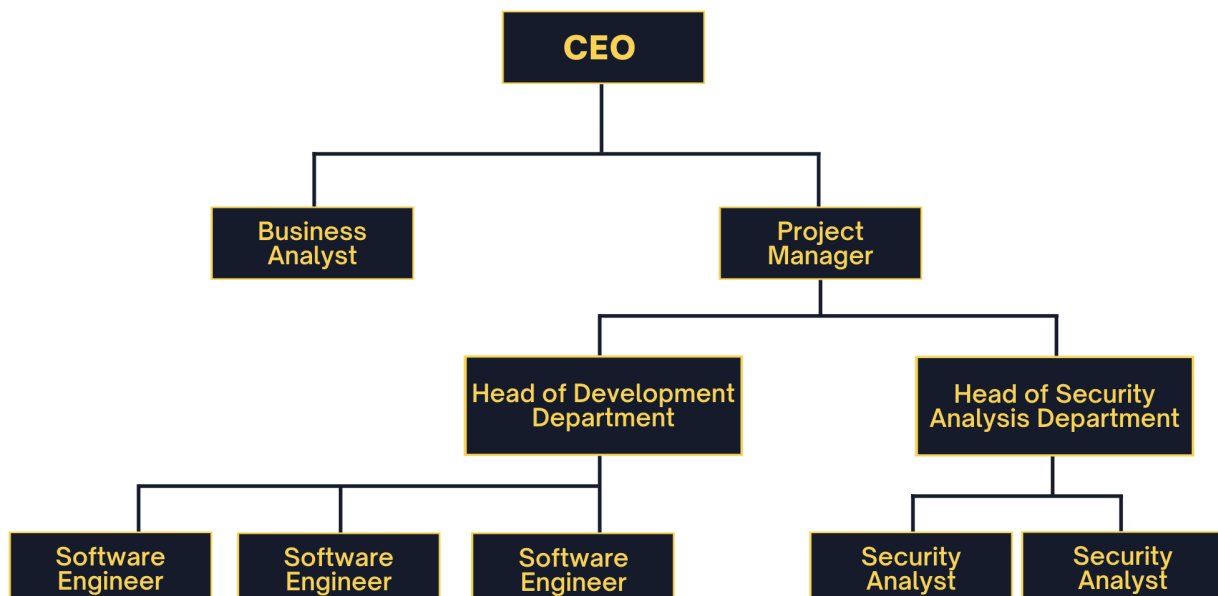 CEO
Business
Analyst
Project
Manager
Head of Development
Department
Head of Security
Analysis Department
Software
Engineer
Software
Engineer
Software
Engineer
Security
Analyst
Security
Analyst